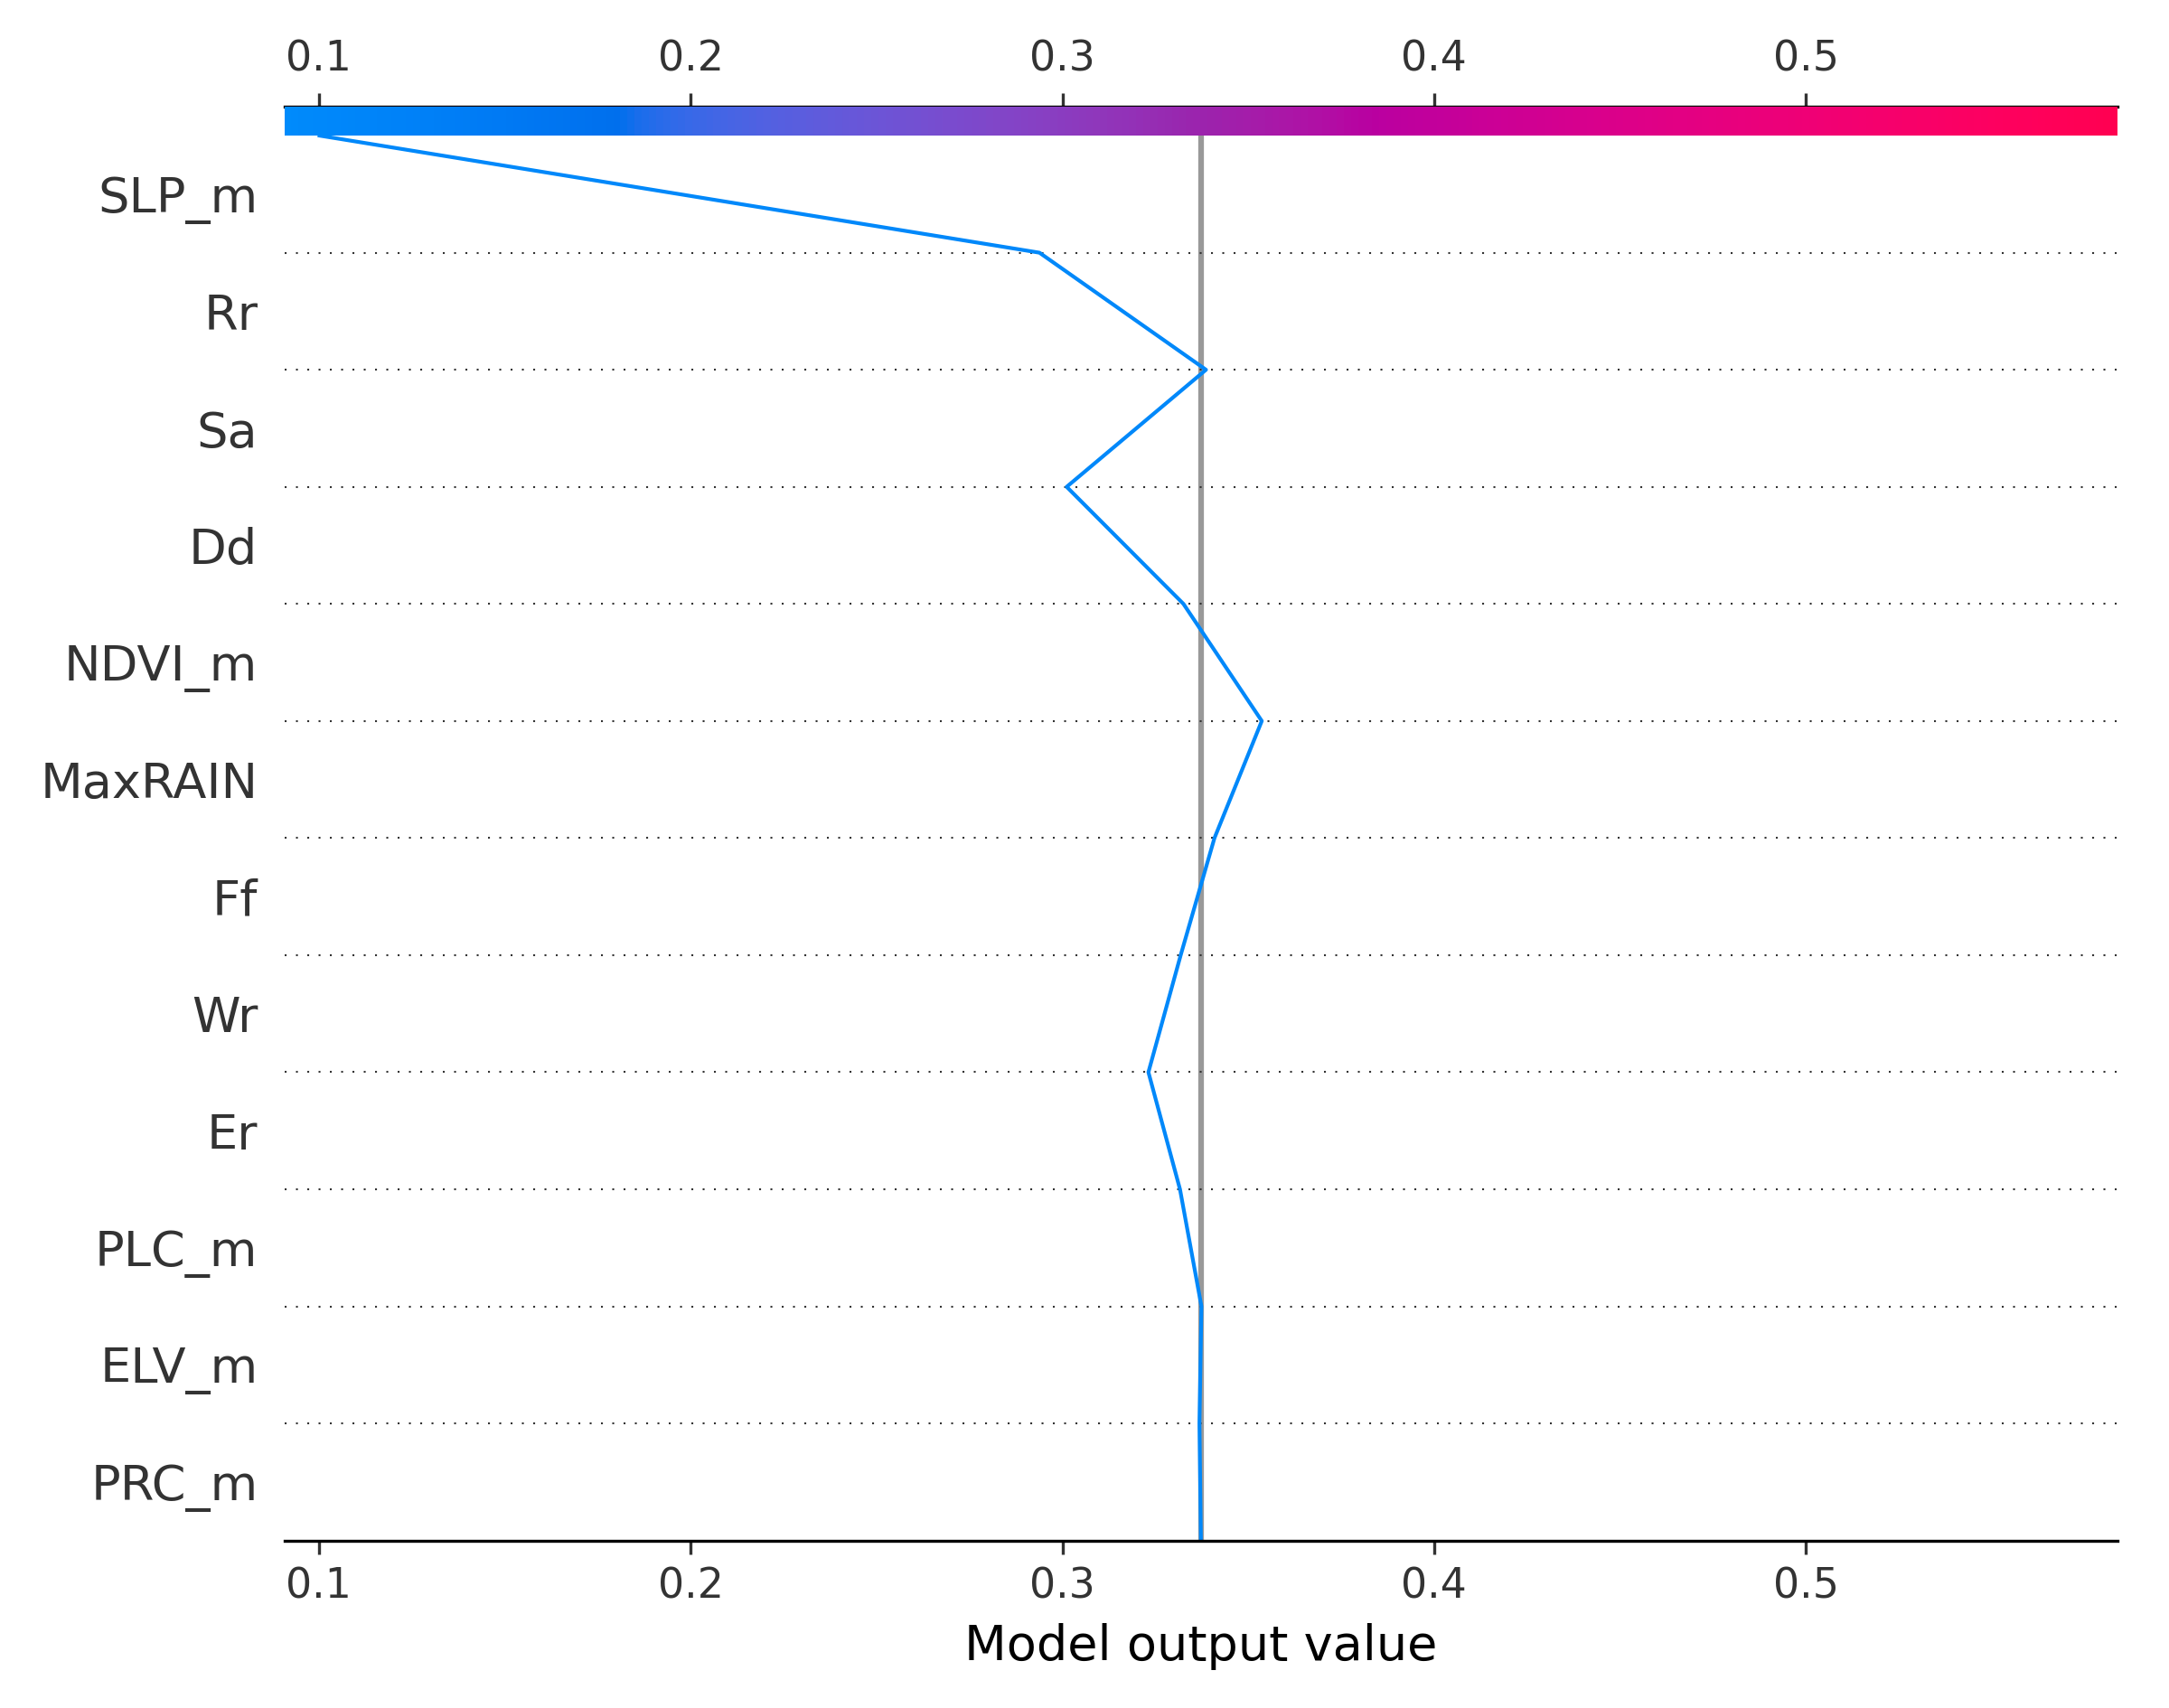 0.1 0.2 0.3 0.4 0.5
SLP_m
Rr
Sa
Dd
NDVI_m
MaxRAIN
Ff
Wr
Er
PLC_m
ELV_m
PRC_m
0.1 0.2 0.3 0.4 0.5
Model output value